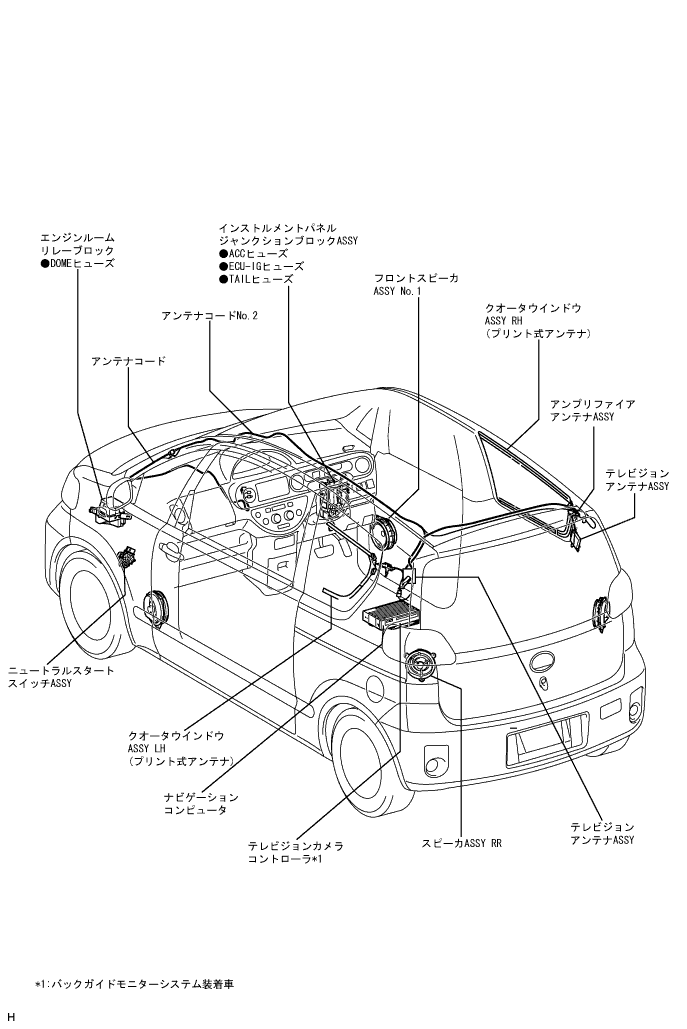 エンジンルーム
リレーブロック
●DOMEヒューズ
インストルメントパネル
ジャンクションブロックASSY
●ACCヒューズ
●ECU-IGヒューズ
●TAILヒューズ
フロントスピーカ
ASSY No.1
アンテナコードNo.2
クオータウインドウ
ASSY RH
(プリント式アンテナ)
アンテナコード
アンプリファイア
アンテナASSY
テレビジョン
アンテナASSY
ニュートラルスタート
スイッチASSY
クオータウインドウ
ASSY LH
(プリント式アンテナ)
ナビゲーション
コンピュータ
テレビジョンカメラ
コントローラ*1
スピーカASSY RR
テレビジョン
アンテナASSY
*1:バックガイドモニターシステム装着車
H